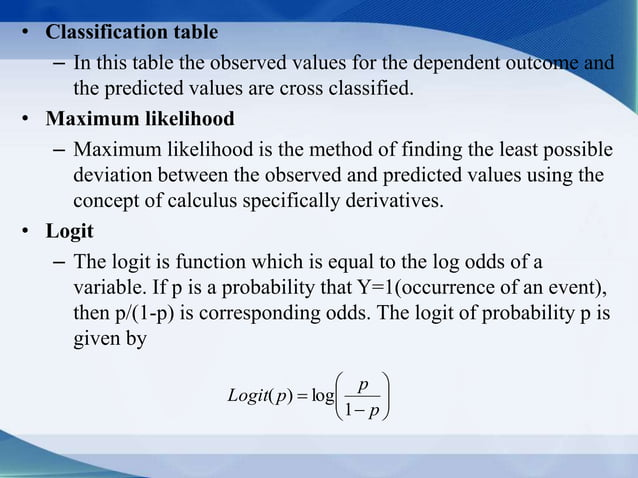 • Classification table
– In this table the observed values for the dependent outcome and
the predicted values are cross classified.
• Maximum likelihood
– Maximum likelihood is the method of finding the least possible
deviation between the observed and predicted values using the
concept of calculus specifically derivatives.
• Logit
– The logit is function which is equal to the log odds of a
variable. If p is a probability that Y=1(occurrence of an event),
then p/(1-p) is corresponding odds. The logit of probability p is
given by
Logit(p) = log(p / (1 − p))